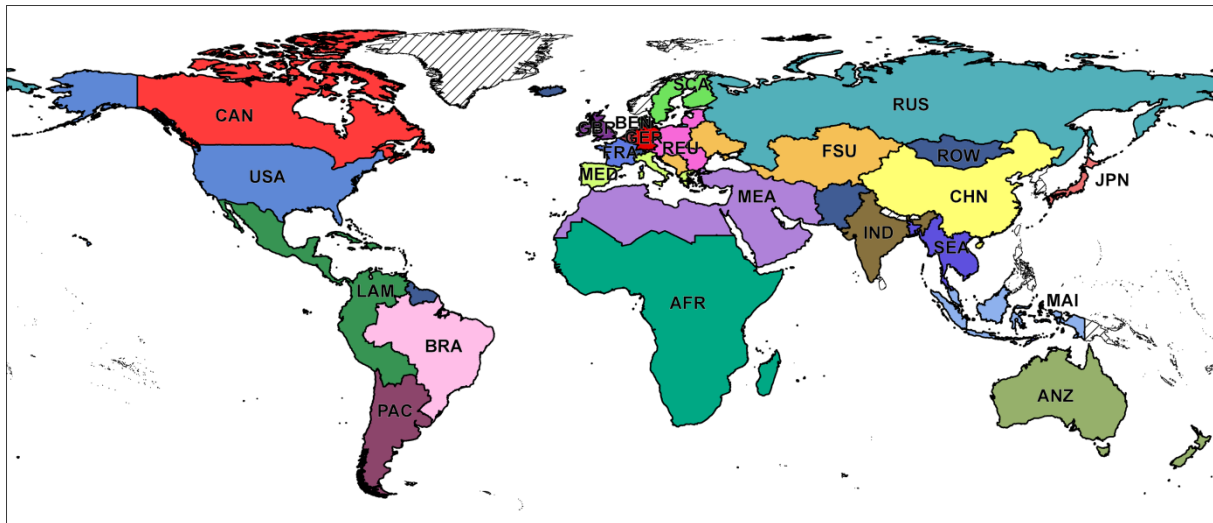 SCA
RUS
CAN
BEN
GBR
GER
REU
FRA
FSU
ROW
MED
USA
JPN
CHN
MEA
IND
SEA
LAM
AFR
MAI
BRA
ANZ
PAC